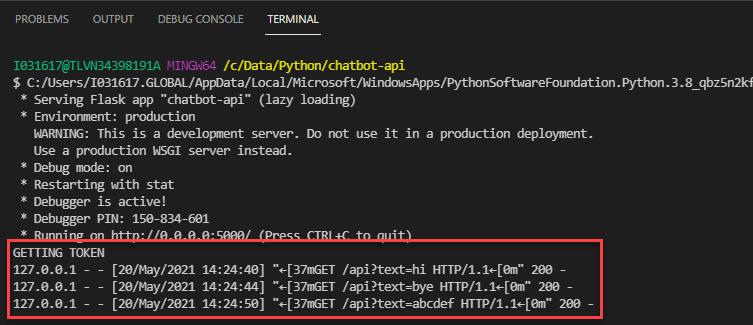 PROBLEMS OUTPUT DEBUG CONSOLE TERMINAL
I031617@TLVN34398191A MINGW64 /c/Data/Python/chatbot-api
$ C:/Users/I031617.GLOBAL/AppData/Local/Microsoft/WindowsApps/PythonSoftwareFoundation.Python.3.8_qbz5n2kf
* Serving Flask app "chatbot-api" (lazy loading)
* Environment: production
WARNING: This is a development server. Do not use it in a production deployment.
Use a production WSGI server instead.
* Debug mode: on
* Restarting with stat
* Debugger is active!
* Debugger PIN: 150-834-601
* Running on http://0.0.0.0:5000/ (Press CTRL+C to quit)
GETTING TOKEN
127.0.0.1 - - [20/May/2021 14:24:40] "←[37mGET /api?text=hi HTTP/1.1←[0m" 200 -
127.0.0.1 - - [20/May/2021 14:24:44] "←[37mGET /api?text=bye HTTP/1.1←[0m" 200 -
127.0.0.1 - - [20/May/2021 14:24:50] "←[37mGET /api?text=abcdef HTTP/1.1←[0m" 200 -